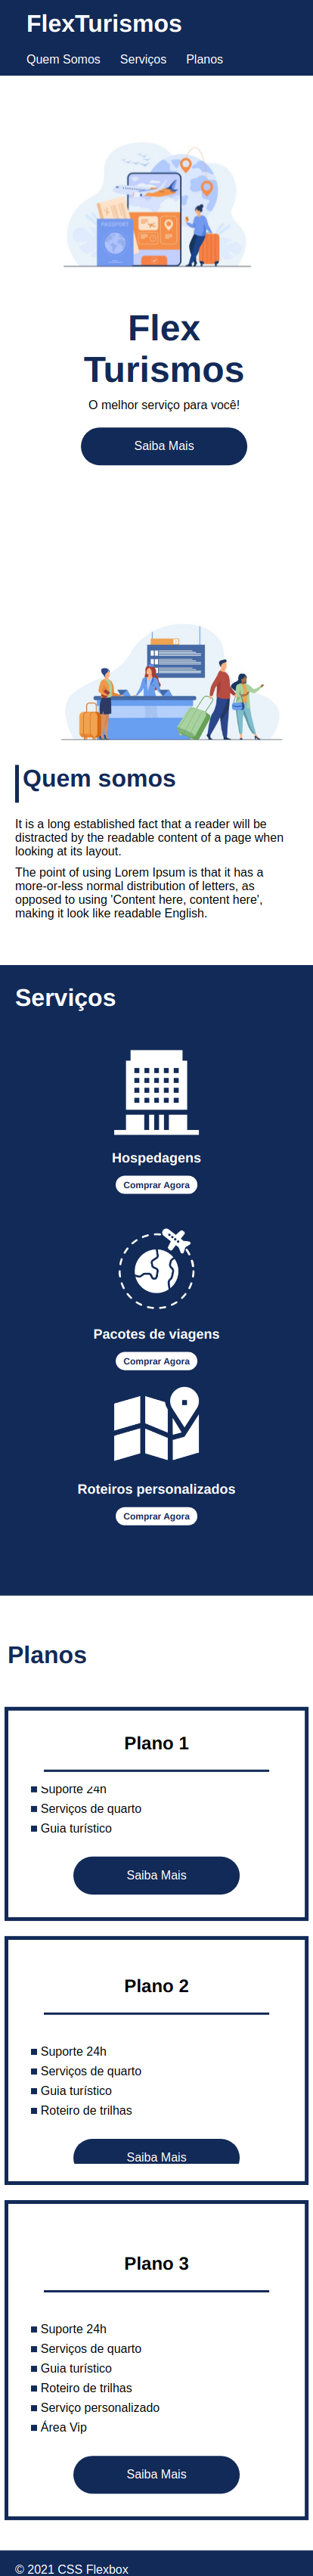 FlexTurismos
Quem Somos Serviços Planos
PASSPORT
Flex
Turismos
O melhor serviço para você!
Saiba Mais
Quem somos
It is a long established fact that a reader will be
distracted by the readable content of a page when
looking at its layout.
The point of using Lorem Ipsum is that it has a
more-or-less normal distribution of letters, as
opposed to using 'Content here, content here',
making it look like readable English.
Serviços
Hospedagens
Comprar Agora
Pacotes de viagens
Comprar Agora
Roteiros personalizados
Comprar Agora
Planos
Plano 1
Suporte 24h
Serviços de quarto
Guia turístico
Saiba Mais
Plano 2
Suporte 24h
Serviços de quarto
Guia turístico
Roteiro de trilhas
Saiba Mais
Plano 3
Suporte 24h
Serviços de quarto
Guia turístico
Roteiro de trilhas
Serviço personalizado
Área Vip
Saiba Mais
© 2021 CSS Flexbox